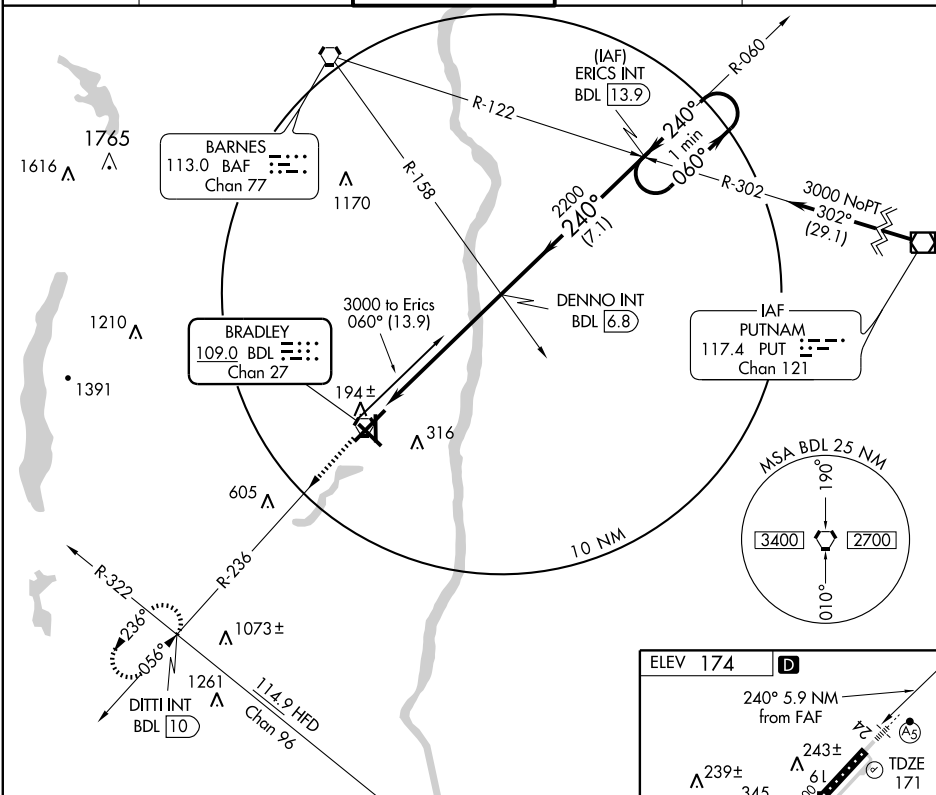 (IAF)
ERICS INT
BDL 13.9
R-060
R-122
240°
1 min
060°
BARNES
113.0 BAF
Chan 77
1765
1616
1170
R-158
R-302
3000 NoPT
302°
(29.1)
2200
240°
(7.1)
DENNO INT
BDL 6.8
IAF
PUTNAM
117.4 PUT
Chan 121
3000 to Erics
060° (13.9)
1210
BRADLEY
109.0 BDL
Chan 27
1391
194±
316
605
10 NM
MSA BDL 25 NM
190°
3400
2700
010°
R-322
R-236
236°
056°
1073±
1261
DITTI INT
BDL 10
114.9 HFD
Chan 96
ELEV 174 D
240° 5.9 NM
from FAF
24
A5
243±
239±
TDZE
171
19
345